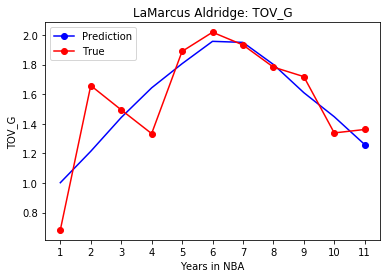 LaMarcus Aldridge: TOV_G
Prediction
True
2.0
1.8
1.6
1.4
1.2
1.0
0.8
TOV_G
1 2 3 4 5 6 7 8 9 10 11
Years in NBA